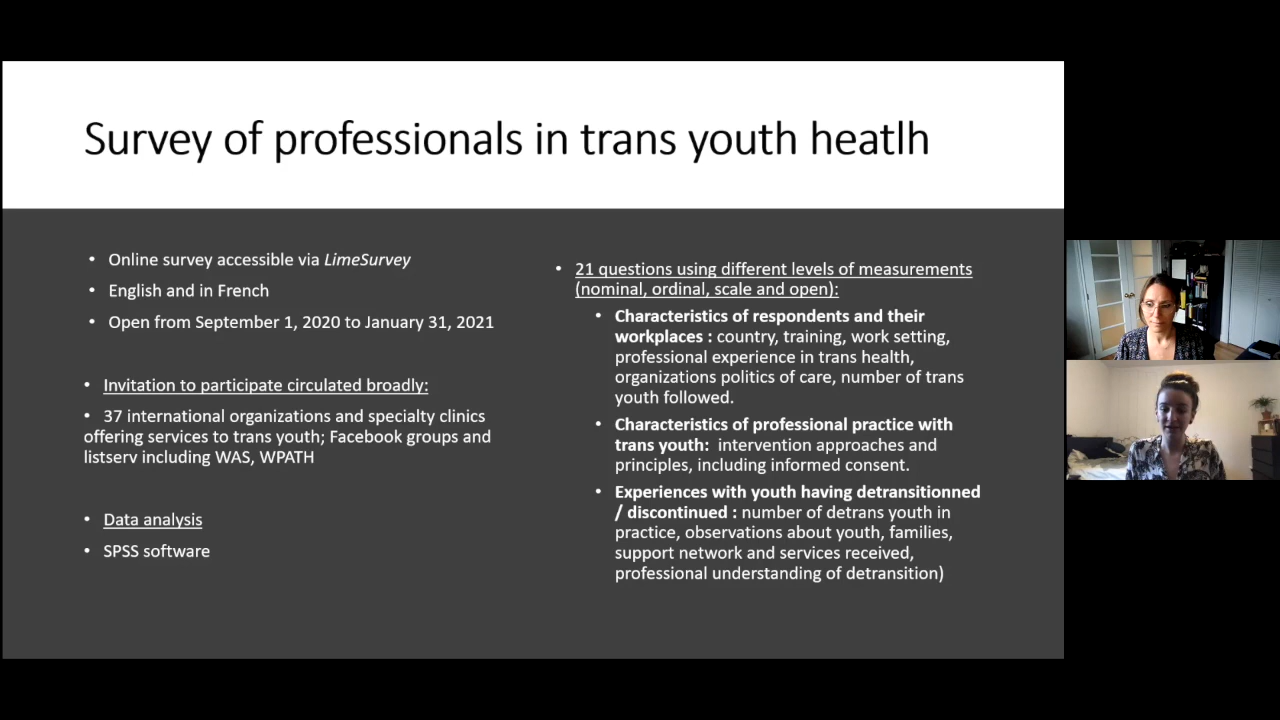 Survey of professionals in trans youth heatlh
• Online survey accessible via LimeSurvey
• English and in French
• Open from September 1, 2020 to January 31, 2021
• Invitation to participate circulated broadly:
• 37 international organizations and specialty clinics
offering services to trans youth; Facebook groups and
listserv including WAS, WPATH
• Data analysis
• SPSS software
• 21 questions using different levels of measurements
(nominal, ordinal, scale and open):
• Characteristics of respondents and their
workplaces : country, training, work setting,
professional experience in trans health,
organizations politics of care, number of trans
youth followed.
• Characteristics of professional practice with
trans youth: intervention approaches and
principles, including informed consent.
• Experiences with youth having detransitionned
/ discontinued : number of detrans youth in
practice, observations about youth, families,
support network and services received,
professional understanding of detransition)